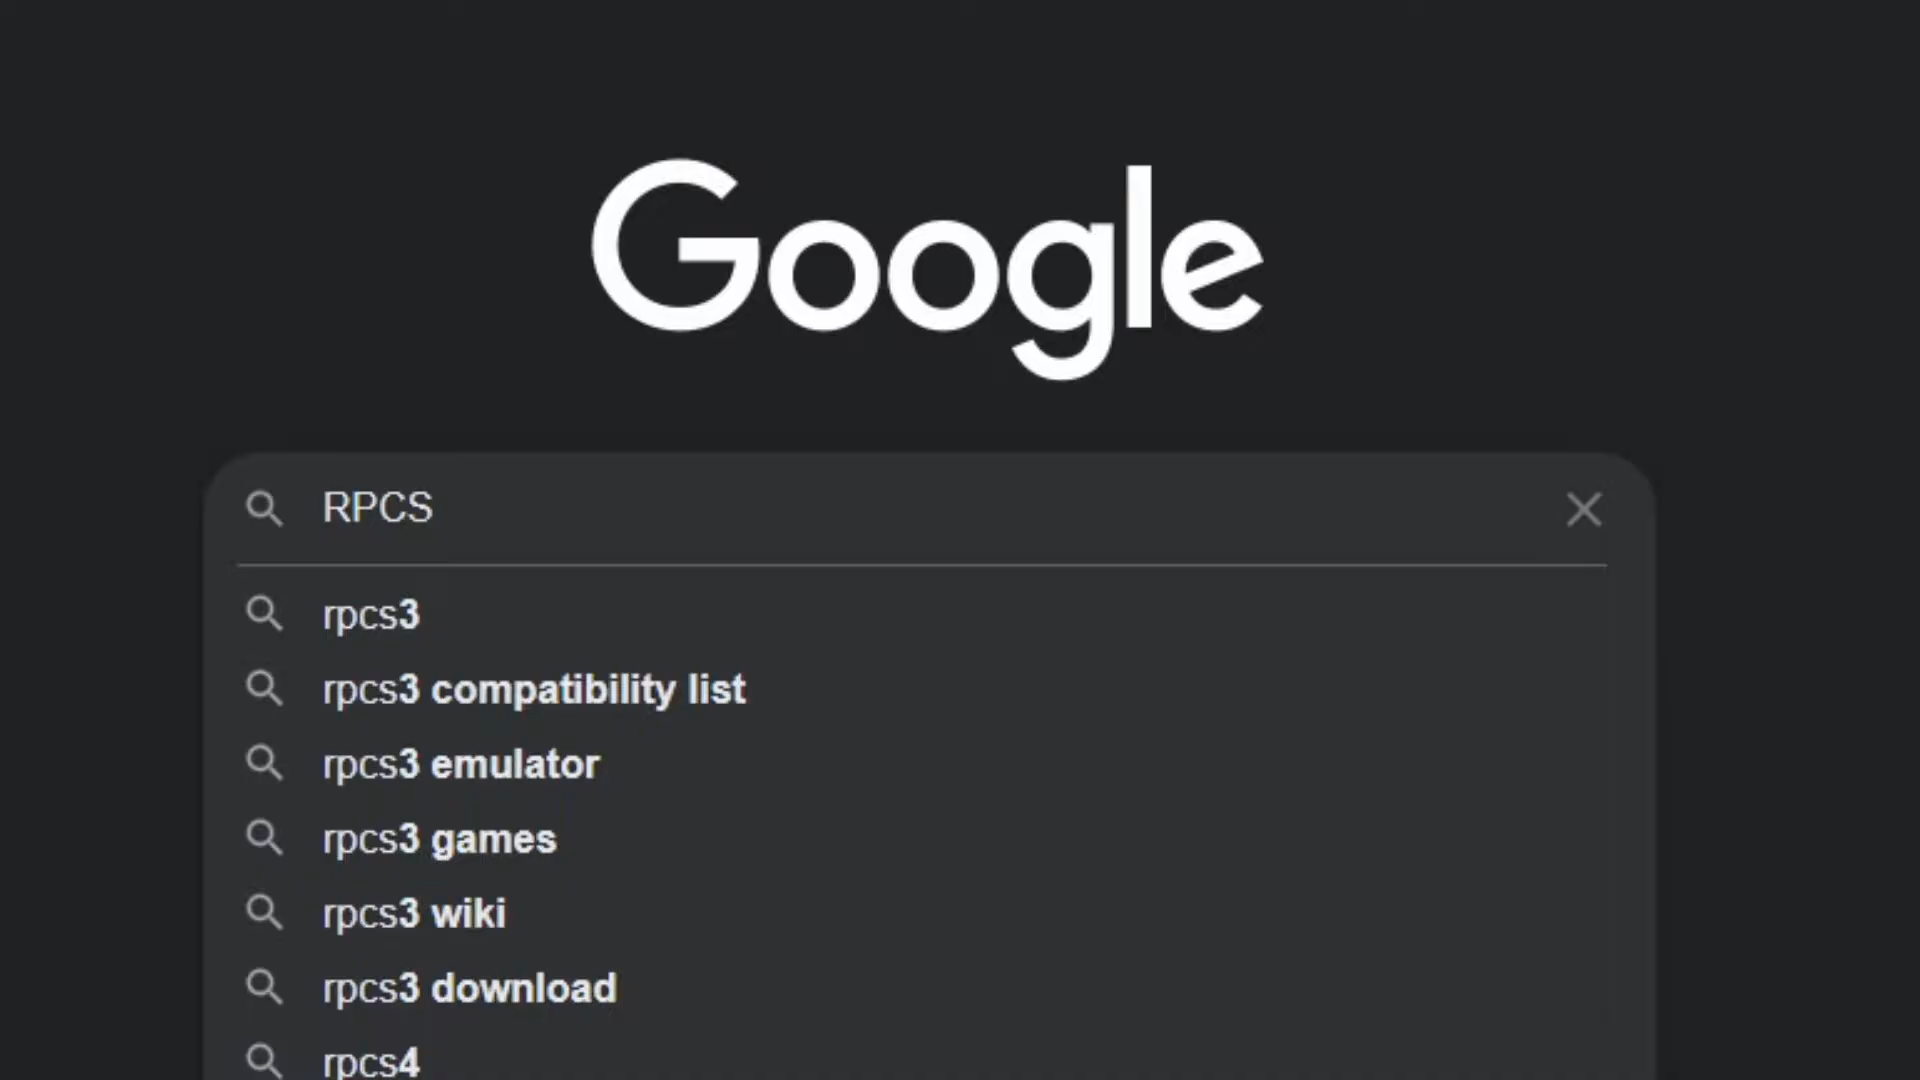 Google
RPCS
rpcs3
rpcs3 compatibility list
rpcs3 emulator
rpcs3 games
rpcs3 wiki
rpcs3 download
rpcs4